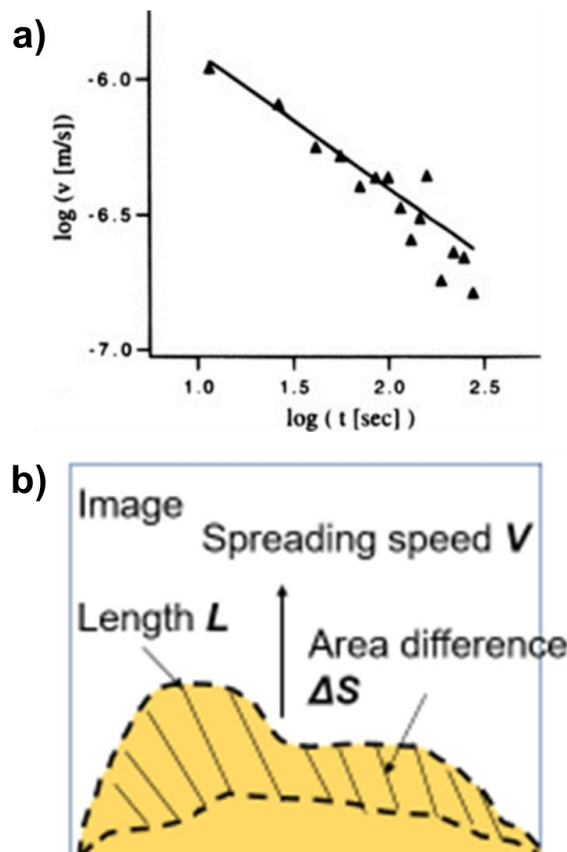 a)
log (v [m/s])
-6.0
-6.5
-7.0
1.0 1.5 2.0 2.5
log ( t [sec] )
b)
Image
Spreading speed V
Length L
Area difference
ΔS